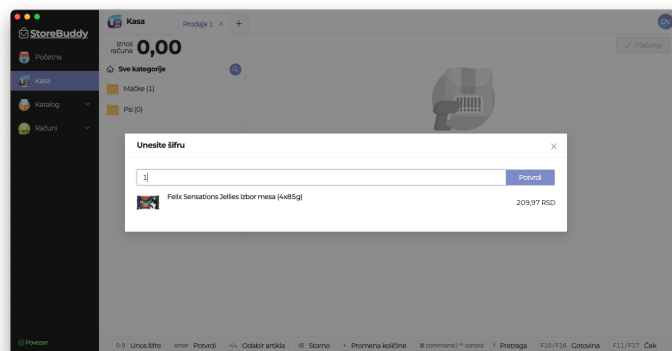 Kasa
Prodaja 1 × +
DV
StoreBuddy
Iznos računa 0,00
Plaćanje
Početna
Kasa
Katalog
Računi
Sve kategorije
Mačke (1)
Psi (0)
Unesite šifru
1
Potvrdi
Felix Sensations Jellies Izbor mesa (4x85g)
209,97 RSD
Povezan
0-9 Unos šifre enter Potvrdi Odabir artikla Storno + Promena količine ⌘ command/^ control f Pretraga F10/F16 Gotovina F11/F17 Ček